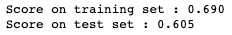 Score on training set : 0.690
Score on test set : 0.605